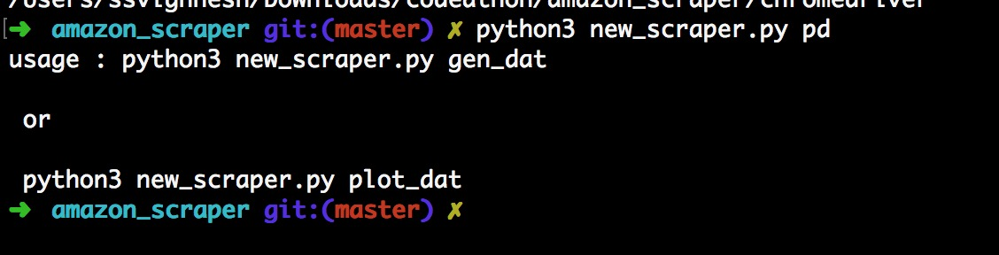 /Users/ssvighnesh/Downloads/codeathon/amazon_scraper/chromedriver
➜ amazon_scraper git:(master) ✗ python3 new_scraper.py pd
usage : python3 new_scraper.py gen_dat
or
python3 new_scraper.py plot_dat
➜ amazon_scraper git:(master) ✗